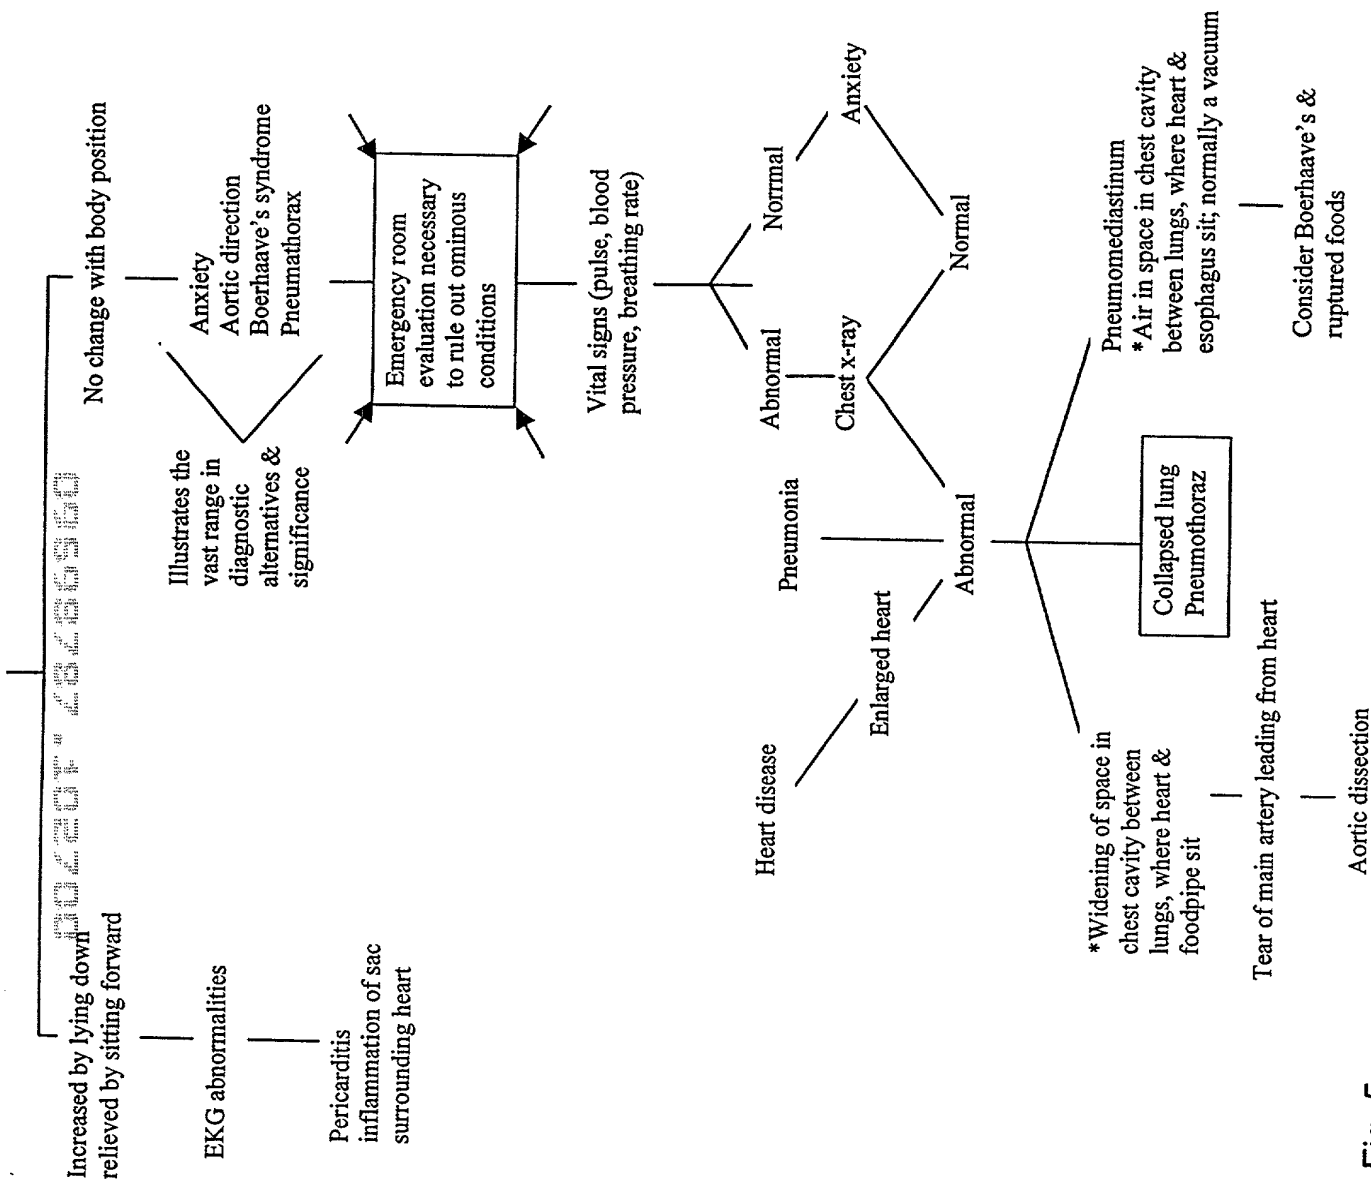 Increased by lying down
relieved by sitting forward
EKG abnormalities
Pericarditis
inflammation of sac
surrounding heart
No change with body position
Anxiety
Aortic direction
Boerhaave's syndrome
Pneumathorax
Illustrates the
vast range in
diagnostic
alternatives &
significance
Emergency room
evaluation necessary
to rule out ominous
conditions
Vital signs (pulse, blood
pressure, breathing rate)
Abnormal
Norrmal
Chest x-ray
Anxiety
Normal
Pneumonia
Heart disease
Enlarged heart
Abnormal
*Widening of space in
chest cavity between
lungs, where heart &
foodpipe sit
Tear of main artery leading from heart
Aortic dissection
Collapsed lung
Pneumothoraz
Pneumomediastinum
*Air in space in chest cavity
between lungs, where heart &
esophagus sit; normally a vacuum
Consider Boerhaave's &
ruptured foods